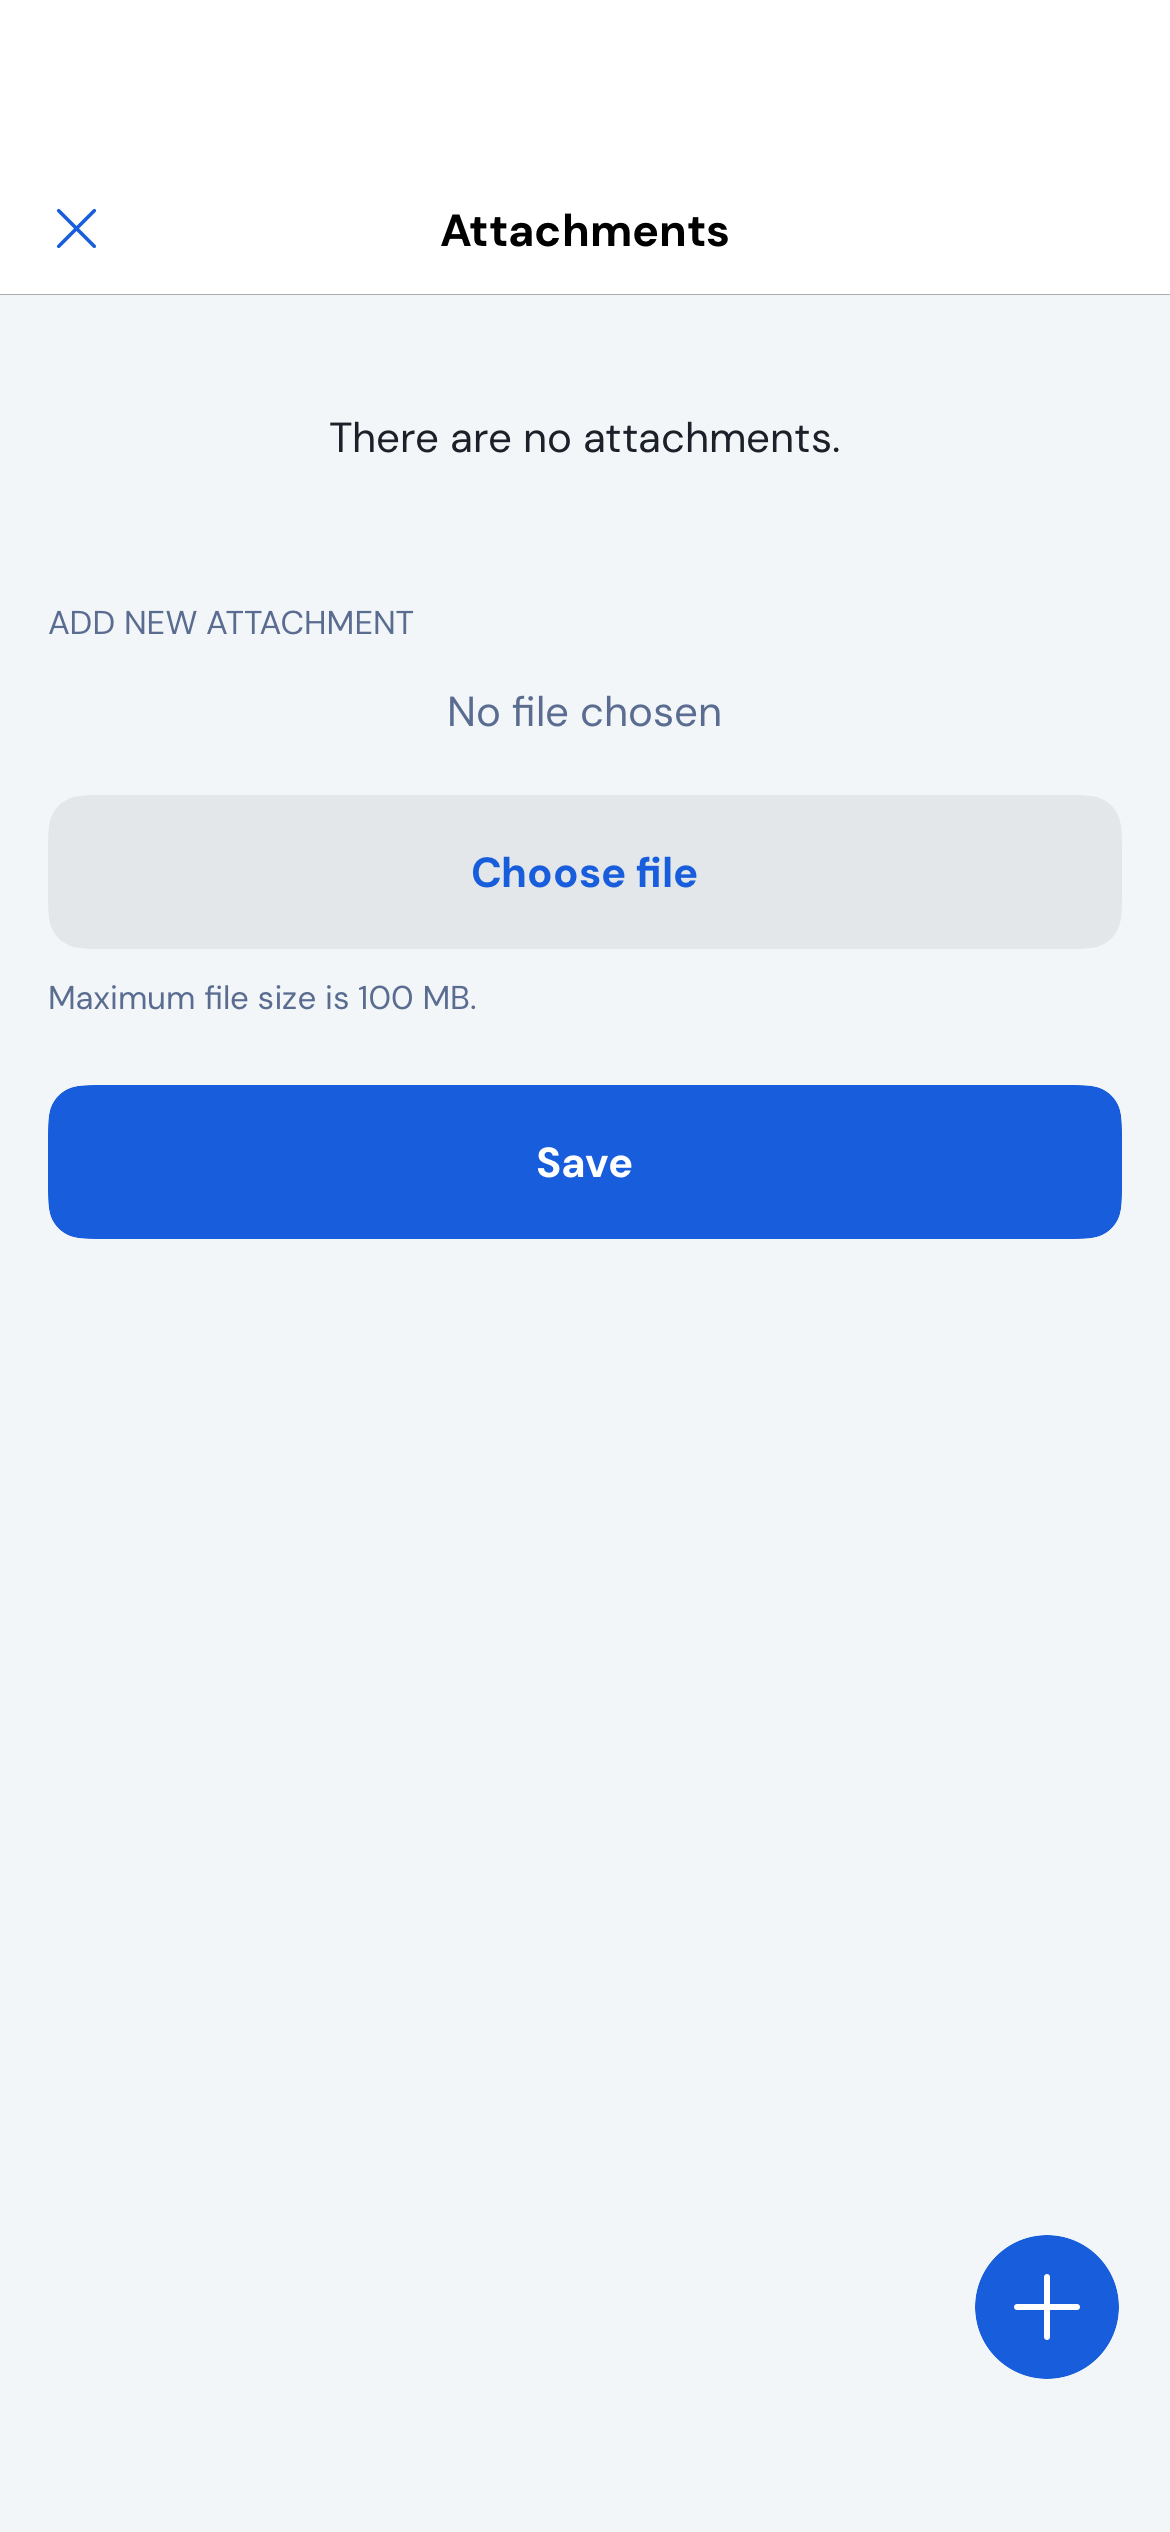 Attachments
There are no attachments.
ADD NEW ATTACHMENT
No file chosen
Choose file
Maximum file size is 100 MB.
Save